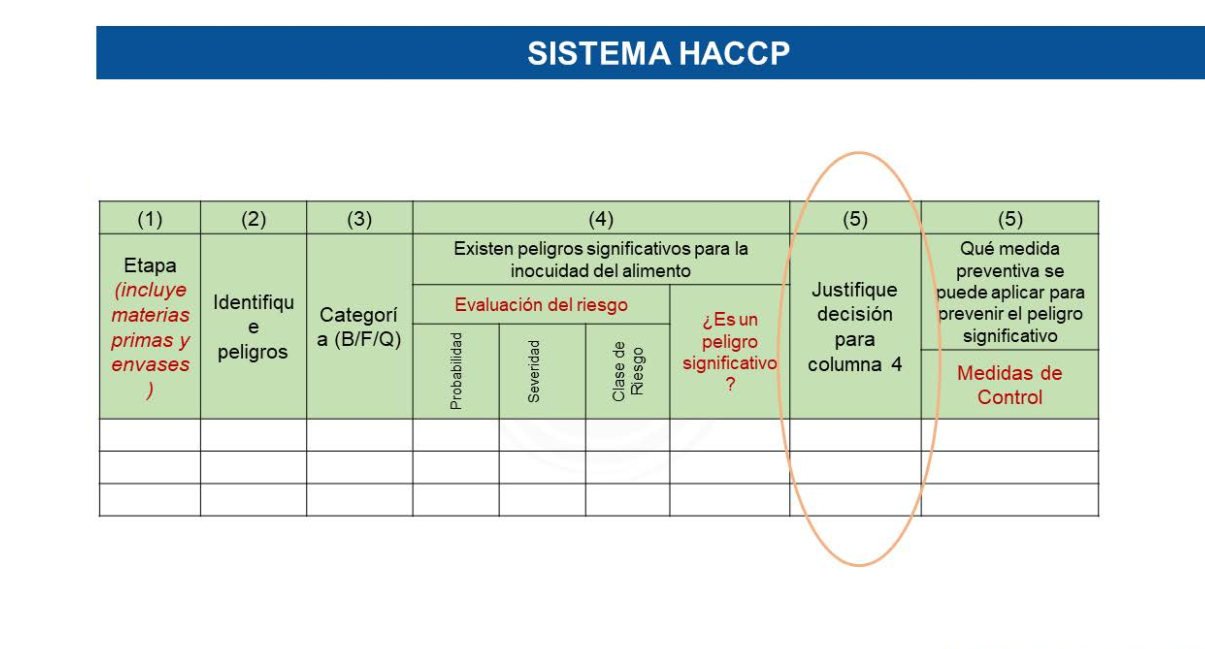 SISTEMA HACCP
(1)
(2)
(3)
(4)
(5)
(5)
Etapa
(incluye
materias
primas y
envases
)
Identifiqu
e
peligros
Categorí
a (B/F/Q)
Existen peligros significativos para la
inocuidad del alimento
Evaluación del riesgo
Probabilidad
Severidad
Clase de
Riesgo
¿Es un
peligro
significativo
?
Justifique
decisión
para
columna 4
Qué medida
preventiva se
puede aplicar para
prevenir el peligro
significativo
Medidas de
Control